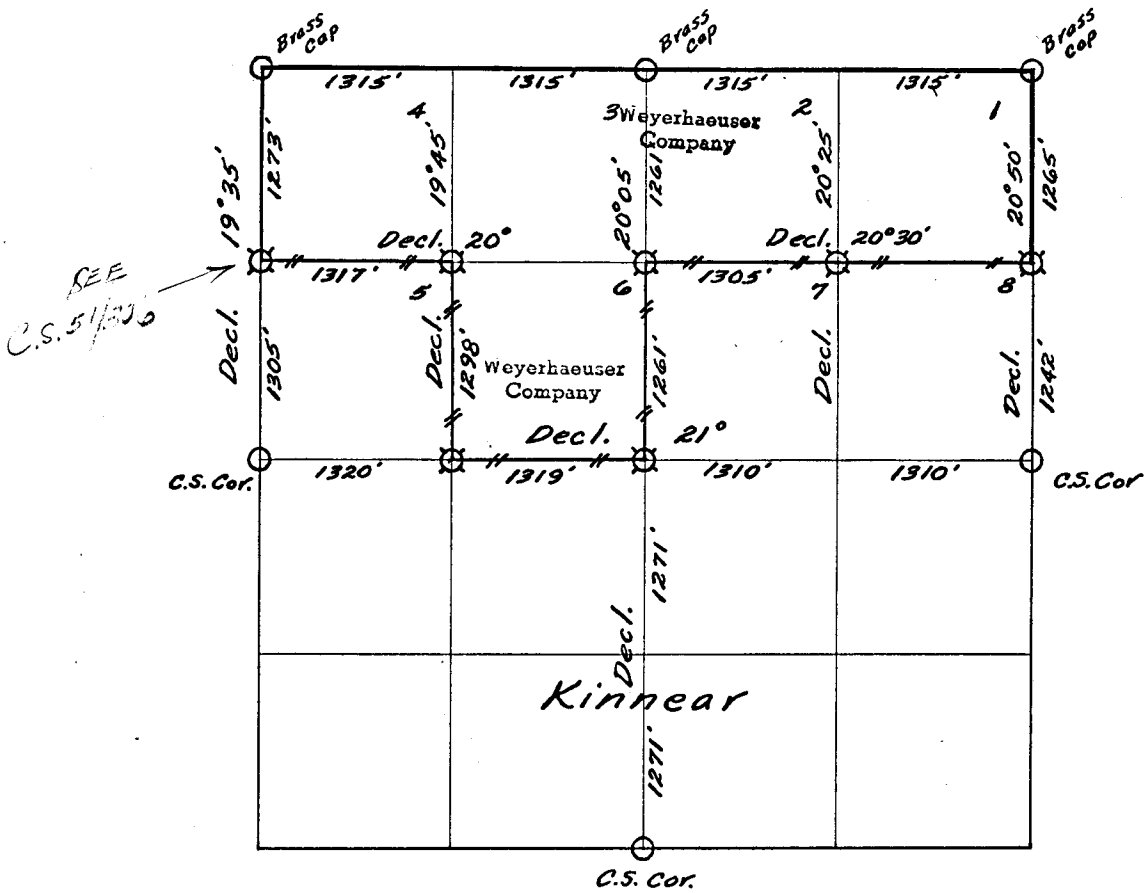 Brass
Cap
Brass
Cap
Brass
Cap
1315'
1315'
1315'
1315'
4
3
2
1
Weyerhaeuser
Company
1273'
19°35'
19°45'
20°05'
1261'
20°25'
20°50'
1265'
Decl. 20°
Decl. 20°30'
SEE
C.S.
1317'
5
6
1305'
7
8
Decl.
1305'
Decl.
1298'
Weyerhaeuser
Company
1261'
Decl.
Decl.
1242'
Decl. 21°
C.S. Cor.
1320'
1319'
1310'
1310'
C.S. Cor
1271'
Decl.
Kinnear
1271'
C.S. Cor.